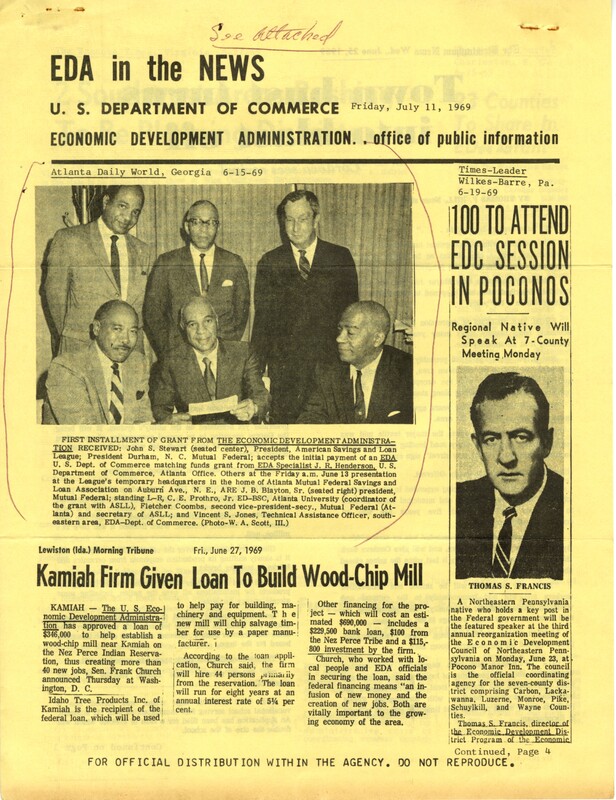 See attached
EDA in the NEWS
U. S. DEPARTMENT OF COMMERCE Friday, July 11, 1969
ECONOMIC DEVELOPMENT ADMINISTRATION. . office of public information
Atlanta Daily World, Georgia 6-15-69
FIRST INSTALLMENT OF GRANT FROM THE ECONOMIC DEVELOPMENT ADMINISTRA-
TION RECEIVED: John S. Stewart (seated center), President, American Savings and Loan
League; President Durham, N. C. Mutual Federal; accepts the initial payment of an EDA
U. S. Dept. of Commerce matching funds grant from EDA Specialist J. R. Henderson, U. S.
Department of Commerce, Atlanta Office. Others at the Friday a.m. June 13 presentation
at the League's temporary headquarters in the home of Atlanta Mutual Federal Savings and
Loan Association on Auburn Ave., N. E., ARE J. B. Blayton, Sr. (seated right) president,
Mutual Federal; standing L-R, C. E. Prothro, Jr. ED-BSC, Atlanta University (coordinator of
the grant with ASLL), Fletcher Coombs, second vice-president-secy., Mutual Federal (At-
lanta) and secretary of ASLL; and Vincent S. Jones, Technical Assistance Officer, south-
eastern area, EDA-Dept. of Commerce. (Photo-W. A. Scott, III.)
Times-Leader
Wilkes-Barre, Pa.
6-19-69
100 TO ATTEND
EDC SESSION
IN POCONOS
Regional Native Will
Speak At 7-County
Meeting Monday
THOMAS S. FRANCIS
A Northeastern Pennsylvania
native who holds a key post in
the Federal government will be
the featured speaker at the third
annual reorganization meeting of
the Economic Development
Council of Northeastern Pennsyl-
vania on Monday, June 23, at
Pocono Manor Inn. The council
is the official coordinating
agency for the seven-county dis-
trict comprising Carbon, Lacka-
wanna, Luzerne, Monroe, Pike,
Schuylkill, and Wayne Coun-
ties.
Thomas S. Francis, director of
the Economic Development Dis-
trict Program of the Economic
Continued, Page 4
Lewiston (Ida.) Morning Tribune Fri., June 27, 1969
Kamiah Firm Given Loan To Build Wood-Chip Mill
KAMIAH — The U. S. Eco-
nomic Development Administra-
tion has approved a loan of
$346,000 to help establish a
wood-chip mill near Kamiah on
the Nez Perce Indian Reserva-
tion, thus creating more than
40 new jobs, Sen. Frank Church
announced Thursday at Wash-
ington, D. C.
Idaho Tree Products Inc. of
Kamiah is the recipient of the
federal loan, which will be used
to help pay for building, ma-
chinery and equipment. The
new mill will chip salvage tim-
ber for use by a paper manu-
facturer.
According to the loan appli-
cation, Church said, the firm
will hire 44 persons primarily
from the reservation. The loan
will run for eight years at an
annual interest rate of 5¾ per
cent.
Other financing for the pro-
ject — which will cost an esti-
mated $690,000 — includes a
$229,500 bank loan, $100 from
the Nez Perce Tribe and a $115,-
800 investment by the firm.
Church, who worked with lo-
cal people and EDA officials
in securing the loan, said the
federal financing means "an in-
fusion of new money and the
creation of new jobs. Both are
vitally important to the grow-
ing economy of the area.
FOR OFFICIAL DISTRIBUTION WITHIN THE AGENCY. DO NOT REPRODUCE.